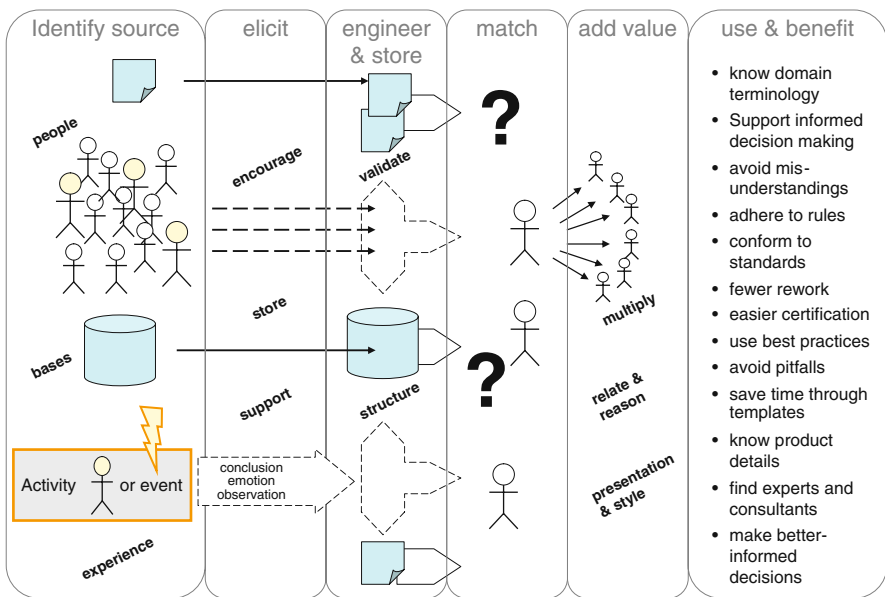 Identify source
elicit
engineer
& store
match
add value
use & benefit
people
encourage
validate
store
multiply
bases
support
structure
relate &
reason
Activity
or event
conclusion
emotion
observation
presentation
& style
experience
?
?
• know domain
terminology
• Support informed
decision making
• avoid mis-
understandings
• adhere to rules
• conform to
standards
• fewer rework
• easier certification
• use best practices
• avoid pitfalls
• save time through
templates
• know product
details
• find experts and
consultants
• make better-
informed
decisions